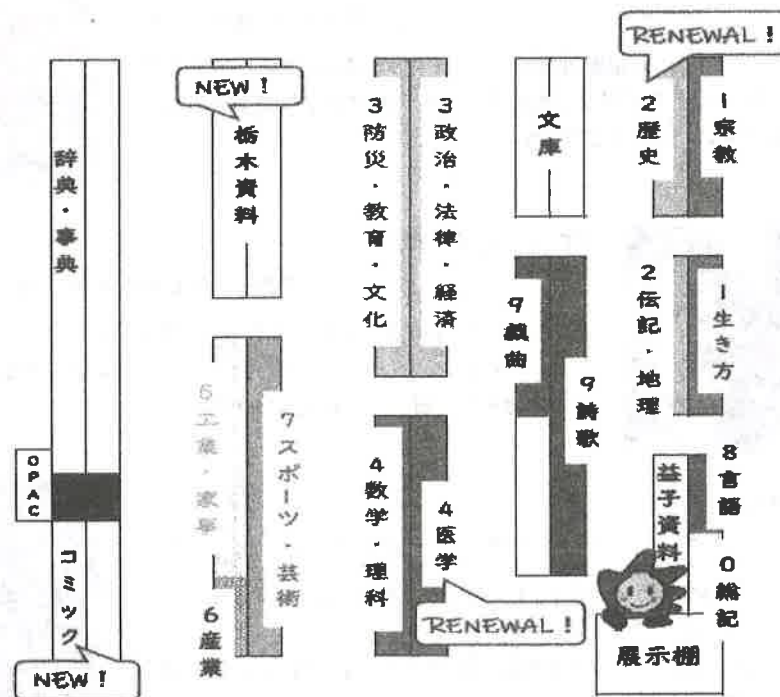 辞典・事典
OPAC
コミック
NEW !
NEW !
栃木資料
5工業・家事
7スポーツ・芸術
6産業
3防災・教育・文化
3政治・法律・経済
4数学・理科
4医学
RENEWAL !
文庫
9戯曲
9詩歌
RENEWAL !
2歴史
1宗教
2伝記・地理
1生き方
益子資料
8言語
0総記
展示棚